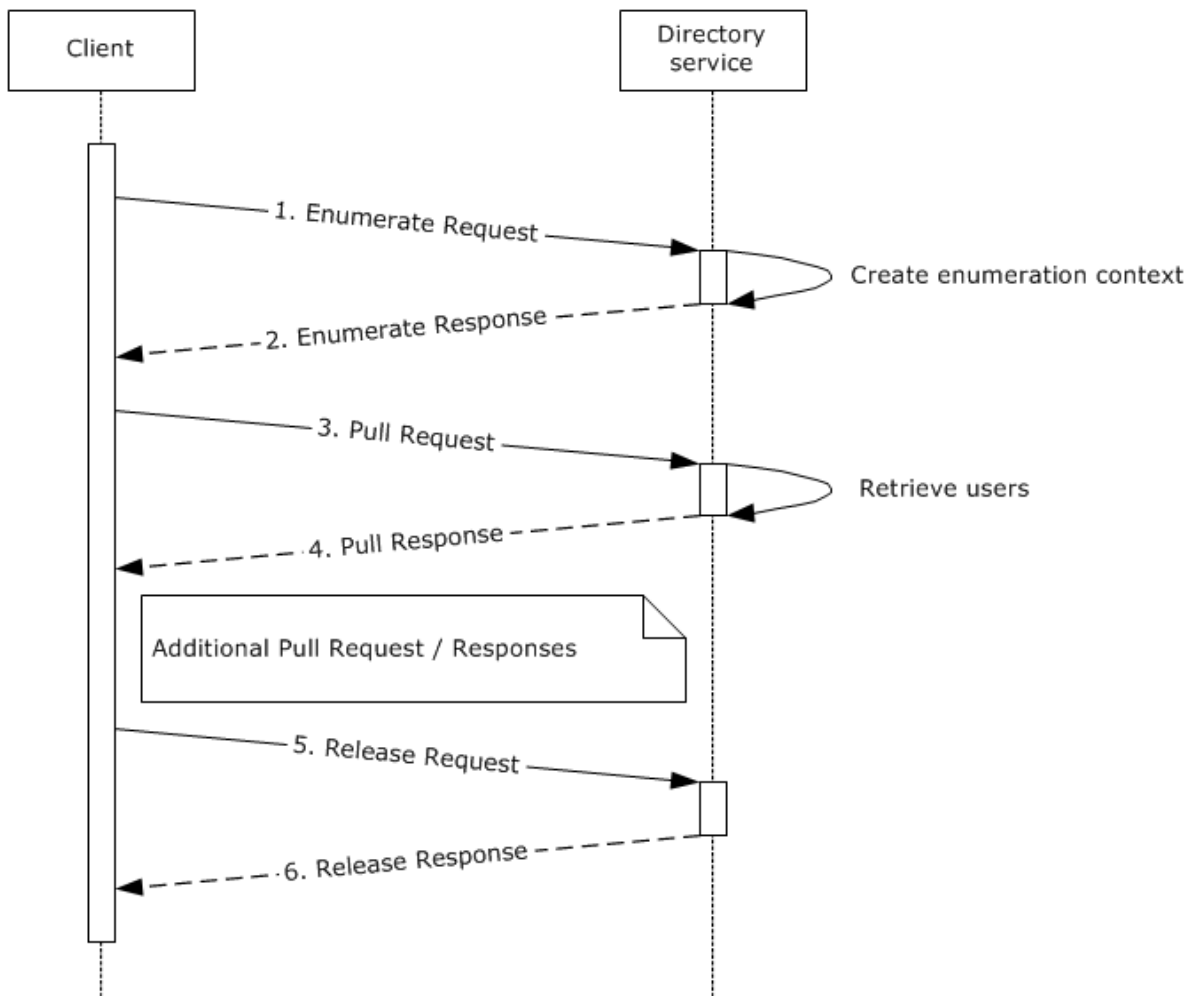 Client
Directory
service
1. Enumerate Request
Create enumeration context
2. Enumerate Response
3. Pull Request
Retrieve users
4. Pull Response
Additional Pull Request / Responses
5. Release Request
6. Release Response